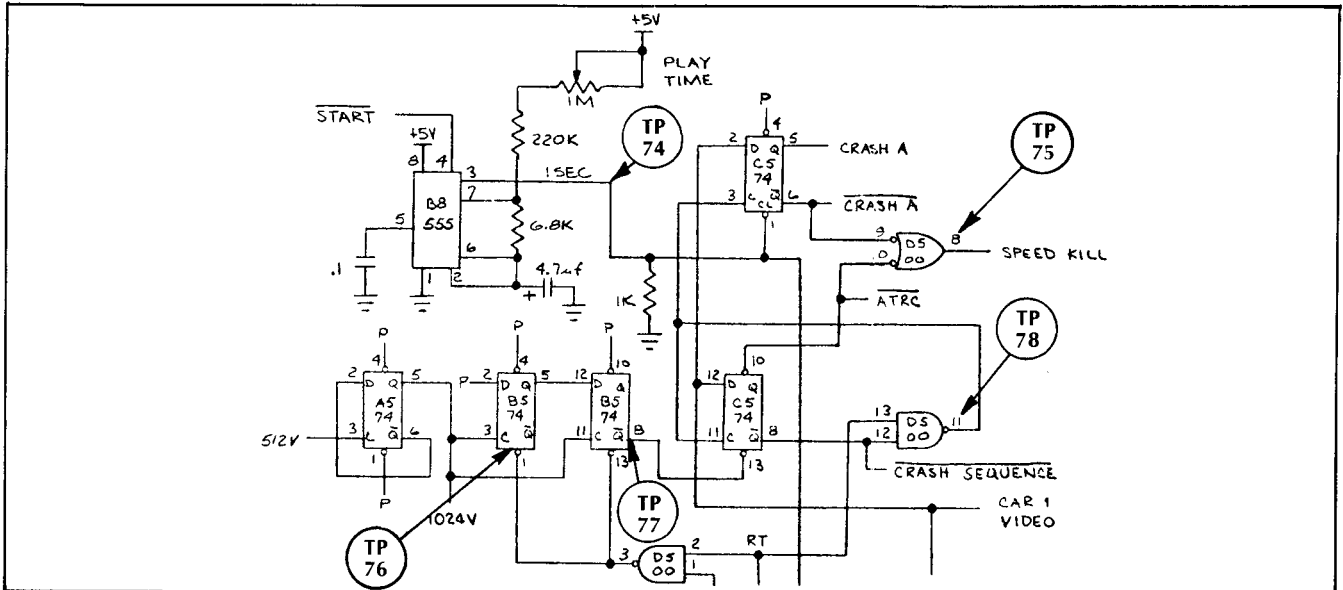 +5V
PLAY
TIME
1M
START
+5V
220K
TP
74
8
4
3
1SEC
7
B8
555
5
6.8K
6
.1
1
2
4.7uf
+
1K
P
4
2
D
Q
5
CRASH A
C5
74
3
C
Q
6
CL
1
CRASH A
TP
75
9
D5
8
SPEED KILL
10
00
ATRC
TP
78
P
4
2
D
Q
5
A5
74
512V
3
C
6
1
P
P
4
P
2
D
Q
5
B5
74
3
C
Q
1
P
10
12
D
Q
B5
74
11
C
Q
8
13
10
12
D
Q
C5
74
11
C
Q
8
13
13
D5
11
12
00
CRASH SEQUENCE
1024V
TP
76
TP
77
CAR 1
VIDEO
RT
3
D5
00
2
1